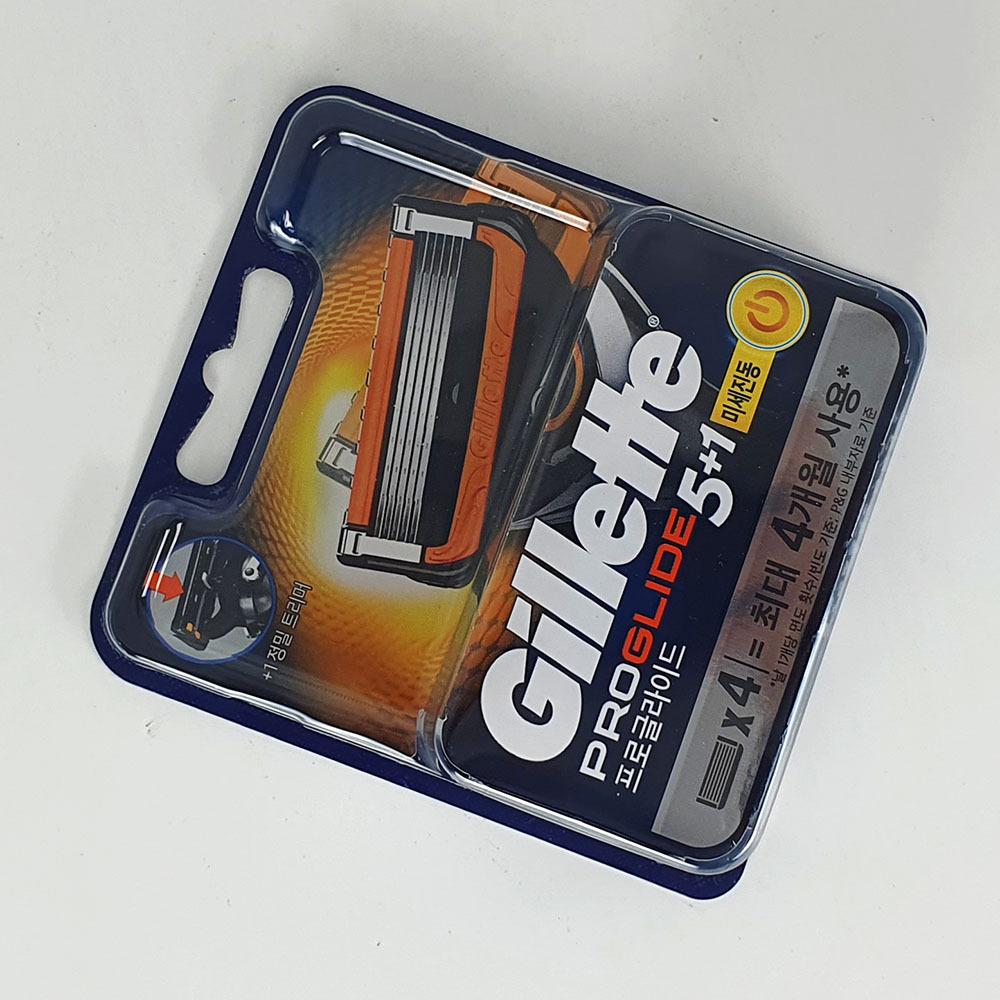 Gillette
+1 정밀 트리머
Gillette®
PROGLIDE 5+1
미세진동
프로글라이드
x 4 = 최대 4개월 사용*
*날 1개당 면도 횟수/빈도 기준; P&G 내부자료 기준